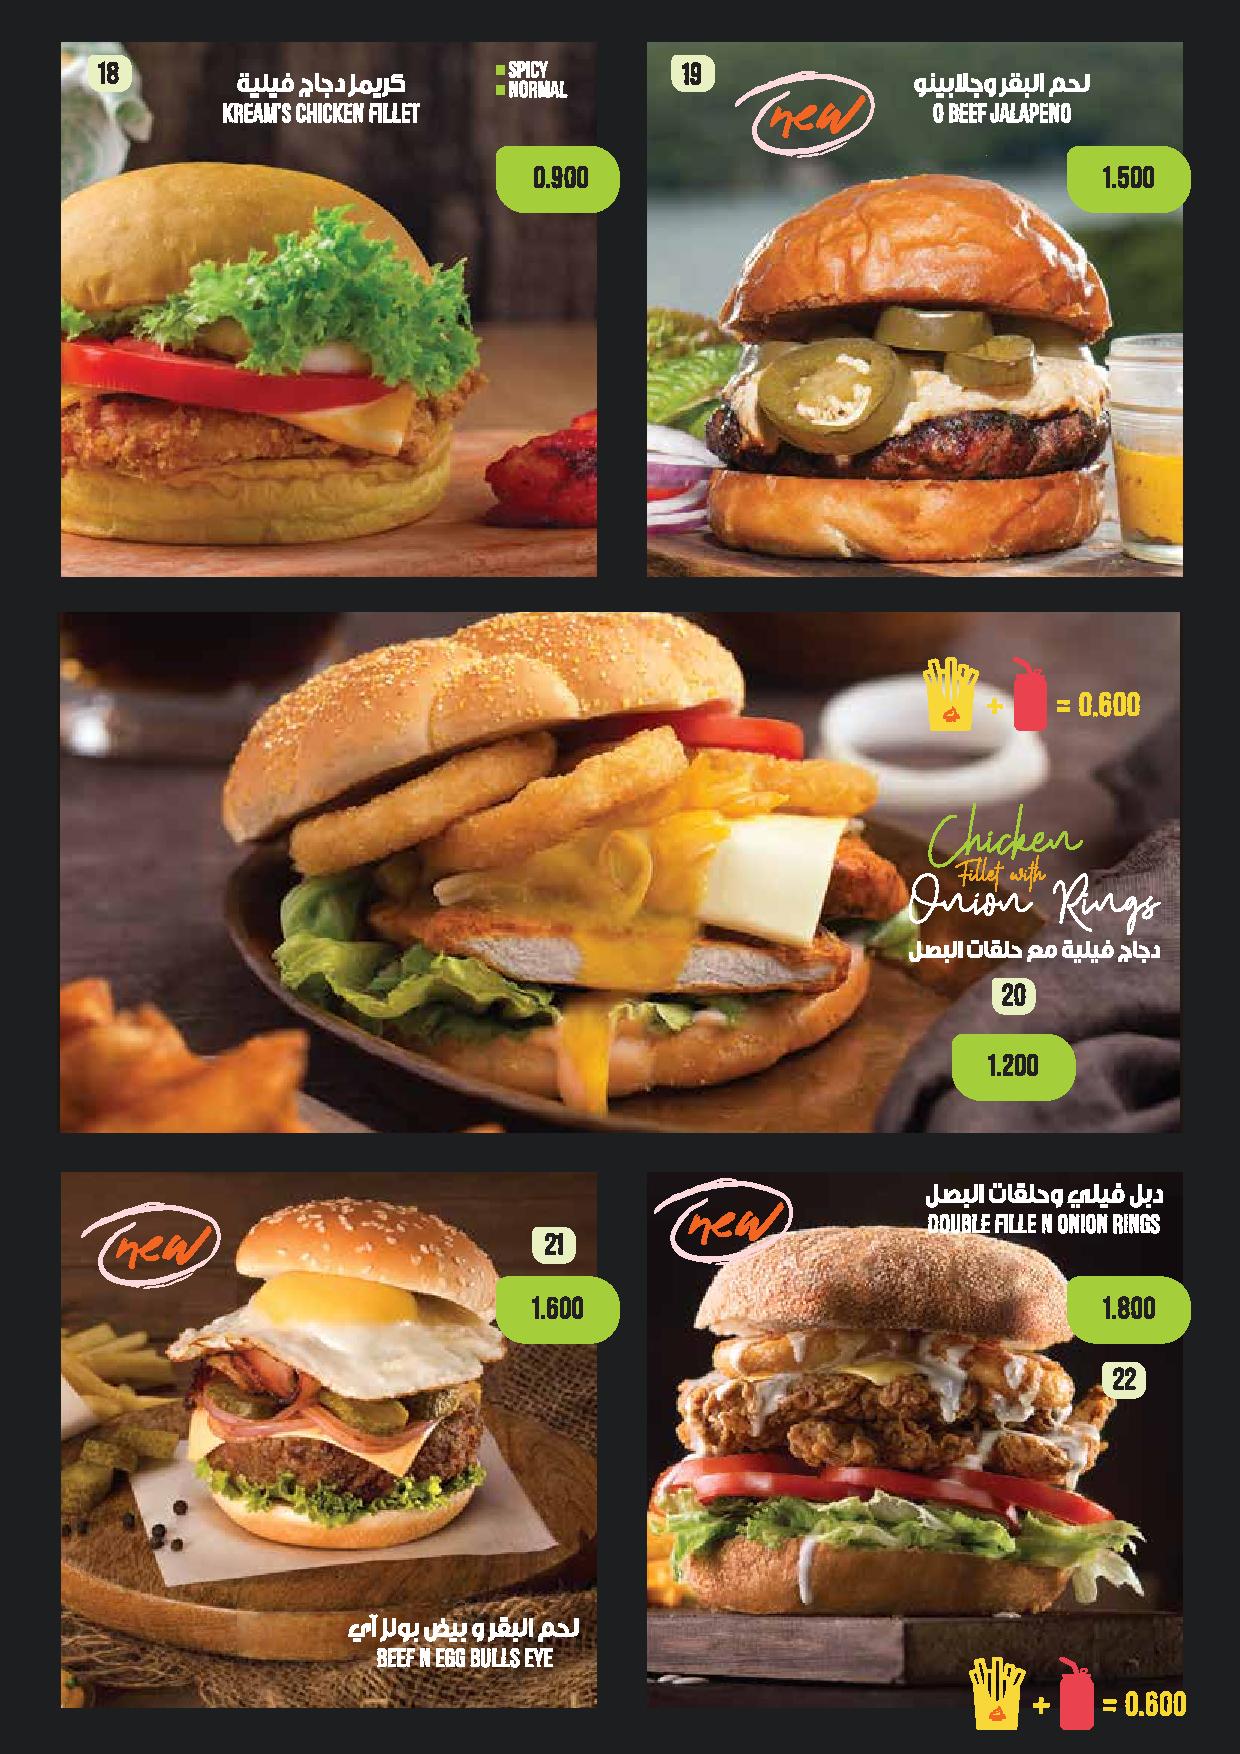 18
كريمز دجاج فيلية
KREAM'S CHICKEN FILLET
SPICY
NORMAL
0.900
19
new
لحم البقر وجلابينو
O BEEF JALAPENO
1.500
+ = 0.600
Chicken
Fillet with
Onion Rings
دجاج فيلية مع حلقات البصل
20
1.200
new
21
1.600
لحم البقر و بيض بولز آي
BEEF N EGG BULLS EYE
new
دبل فيلي وحلقات البصل
DOUBLE FILLE N ONION RINGS
1.800
22
+ = 0.600